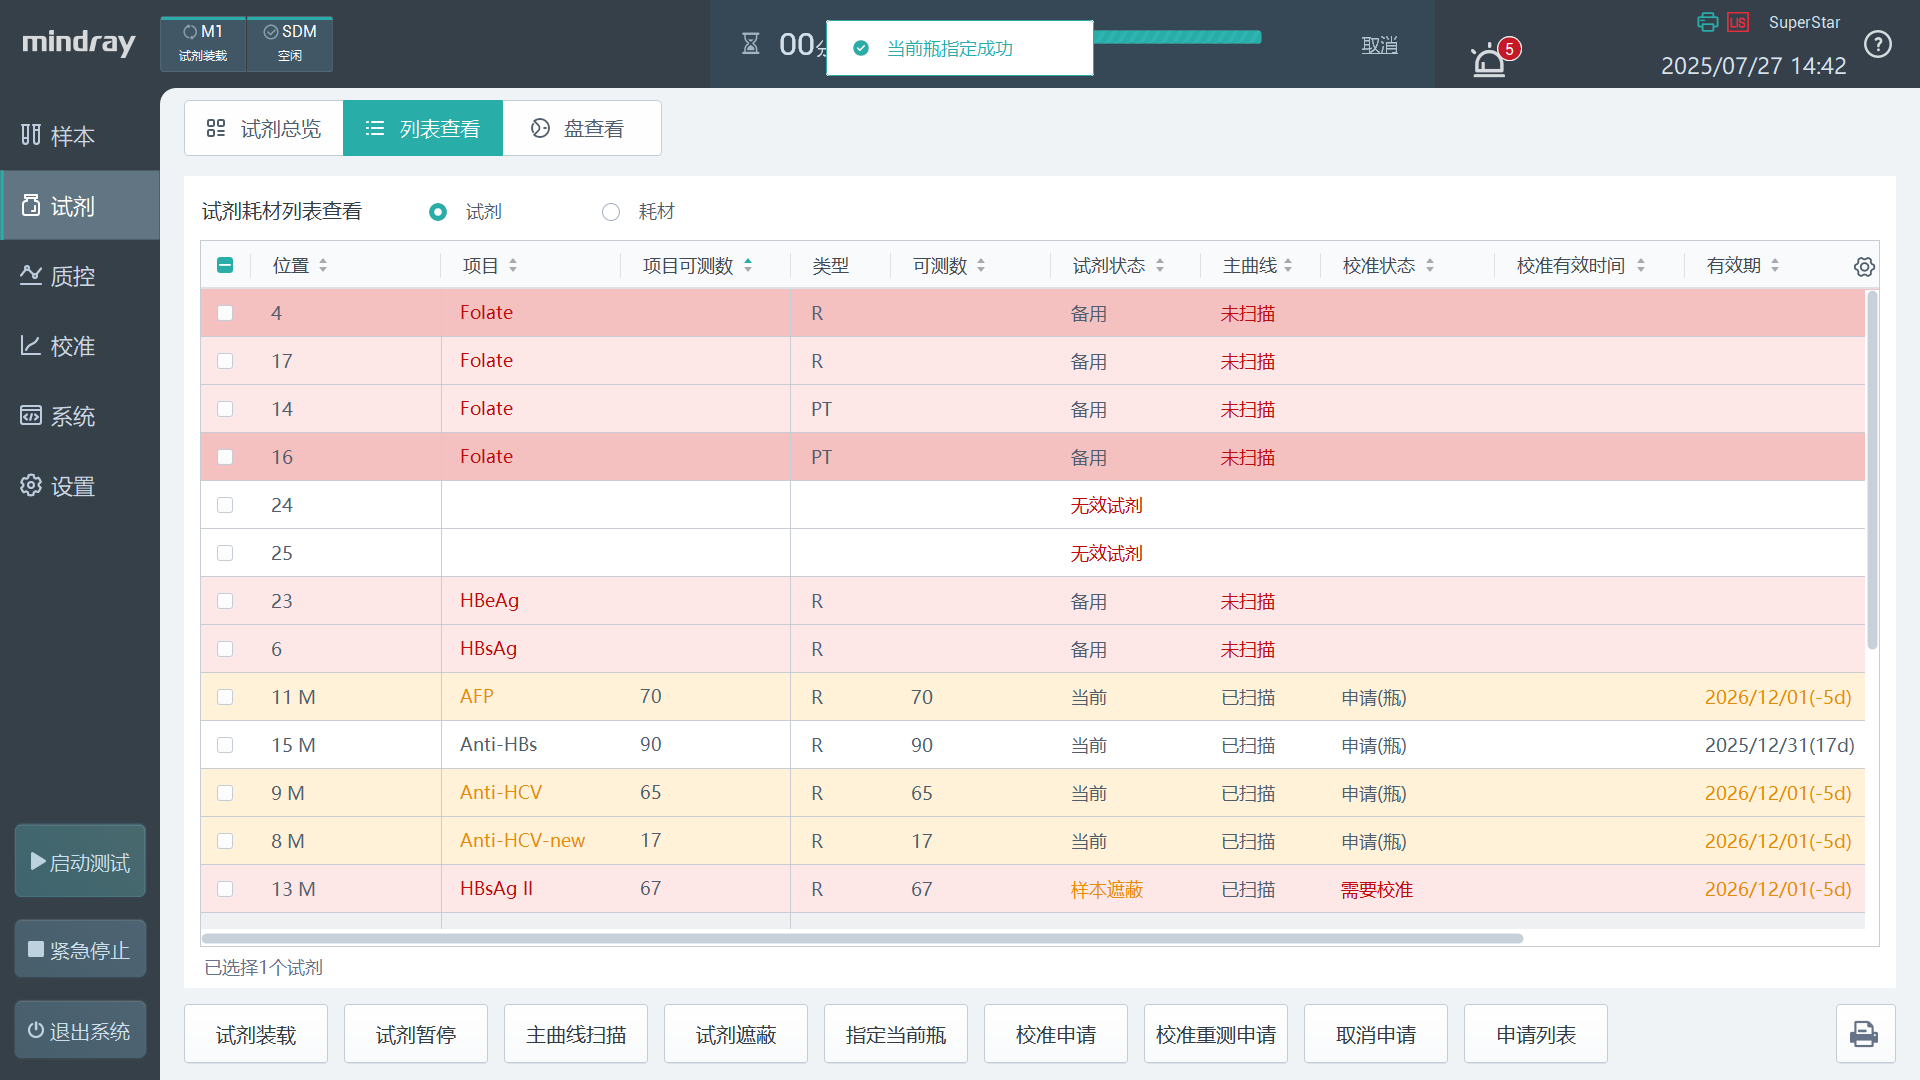 mindray
M1
试剂装载
SDM
空闲
00
当前瓶指定成功
取消
5
LIS
SuperStar
2025/07/27 14:42
?
样本
试剂
质控
校准
系统
设置
启动测试
紧急停止
退出系统
试剂总览
列表查看
盘查看
试剂耗材列表查看 试剂 耗材
位置 项目 项目可测数 类型 可测数 试剂状态 主曲线 校准状态 校准有效时间 有效期
4 Folate R 备用 未扫描
17 Folate R 备用 未扫描
14 Folate PT 备用 未扫描
16 Folate PT 备用 未扫描
24 无效试剂
25 无效试剂
23 HBeAg R 备用 未扫描
6 HBsAg R 备用 未扫描
11 M AFP 70 R 70 当前 已扫描 申请(瓶) 2026/12/01(-5d)
15 M Anti-HBs 90 R 90 当前 已扫描 申请(瓶) 2025/12/31(17d)
9 M Anti-HCV 65 R 65 当前 已扫描 申请(瓶) 2026/12/01(-5d)
8 M Anti-HCV-new 17 R 17 当前 已扫描 申请(瓶) 2026/12/01(-5d)
13 M HBsAg II 67 R 67 样本遮蔽 已扫描 需要校准 2026/12/01(-5d)
已选择1个试剂
试剂装载
试剂暂停
主曲线扫描
试剂遮蔽
指定当前瓶
校准申请
校准重测申请
取消申请
申请列表